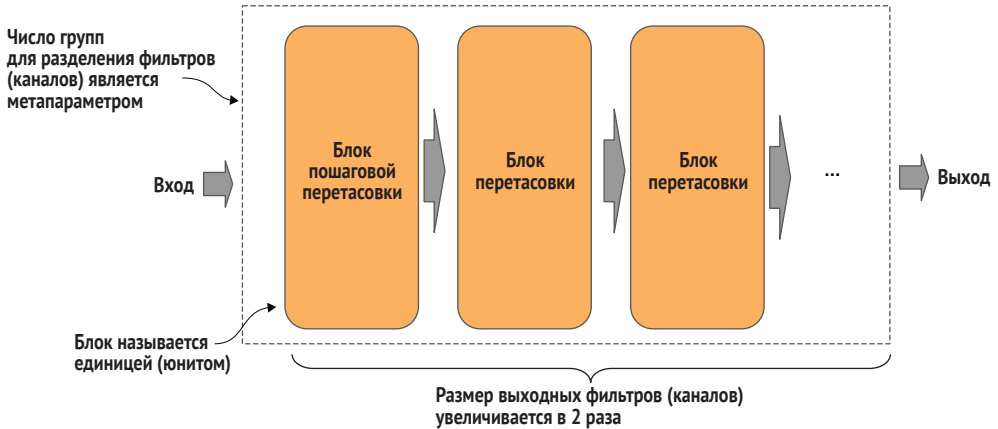 Число групп
для разделения фильтров
(каналов) является
метапараметром
Вход
Блок
пошаговой
перетасовки
Блок
перетасовки
Блок
перетасовки
...
Выход
Блок называется
единицей (юнитом)
Размер выходных фильтров (каналов)
увеличивается в 2 раза